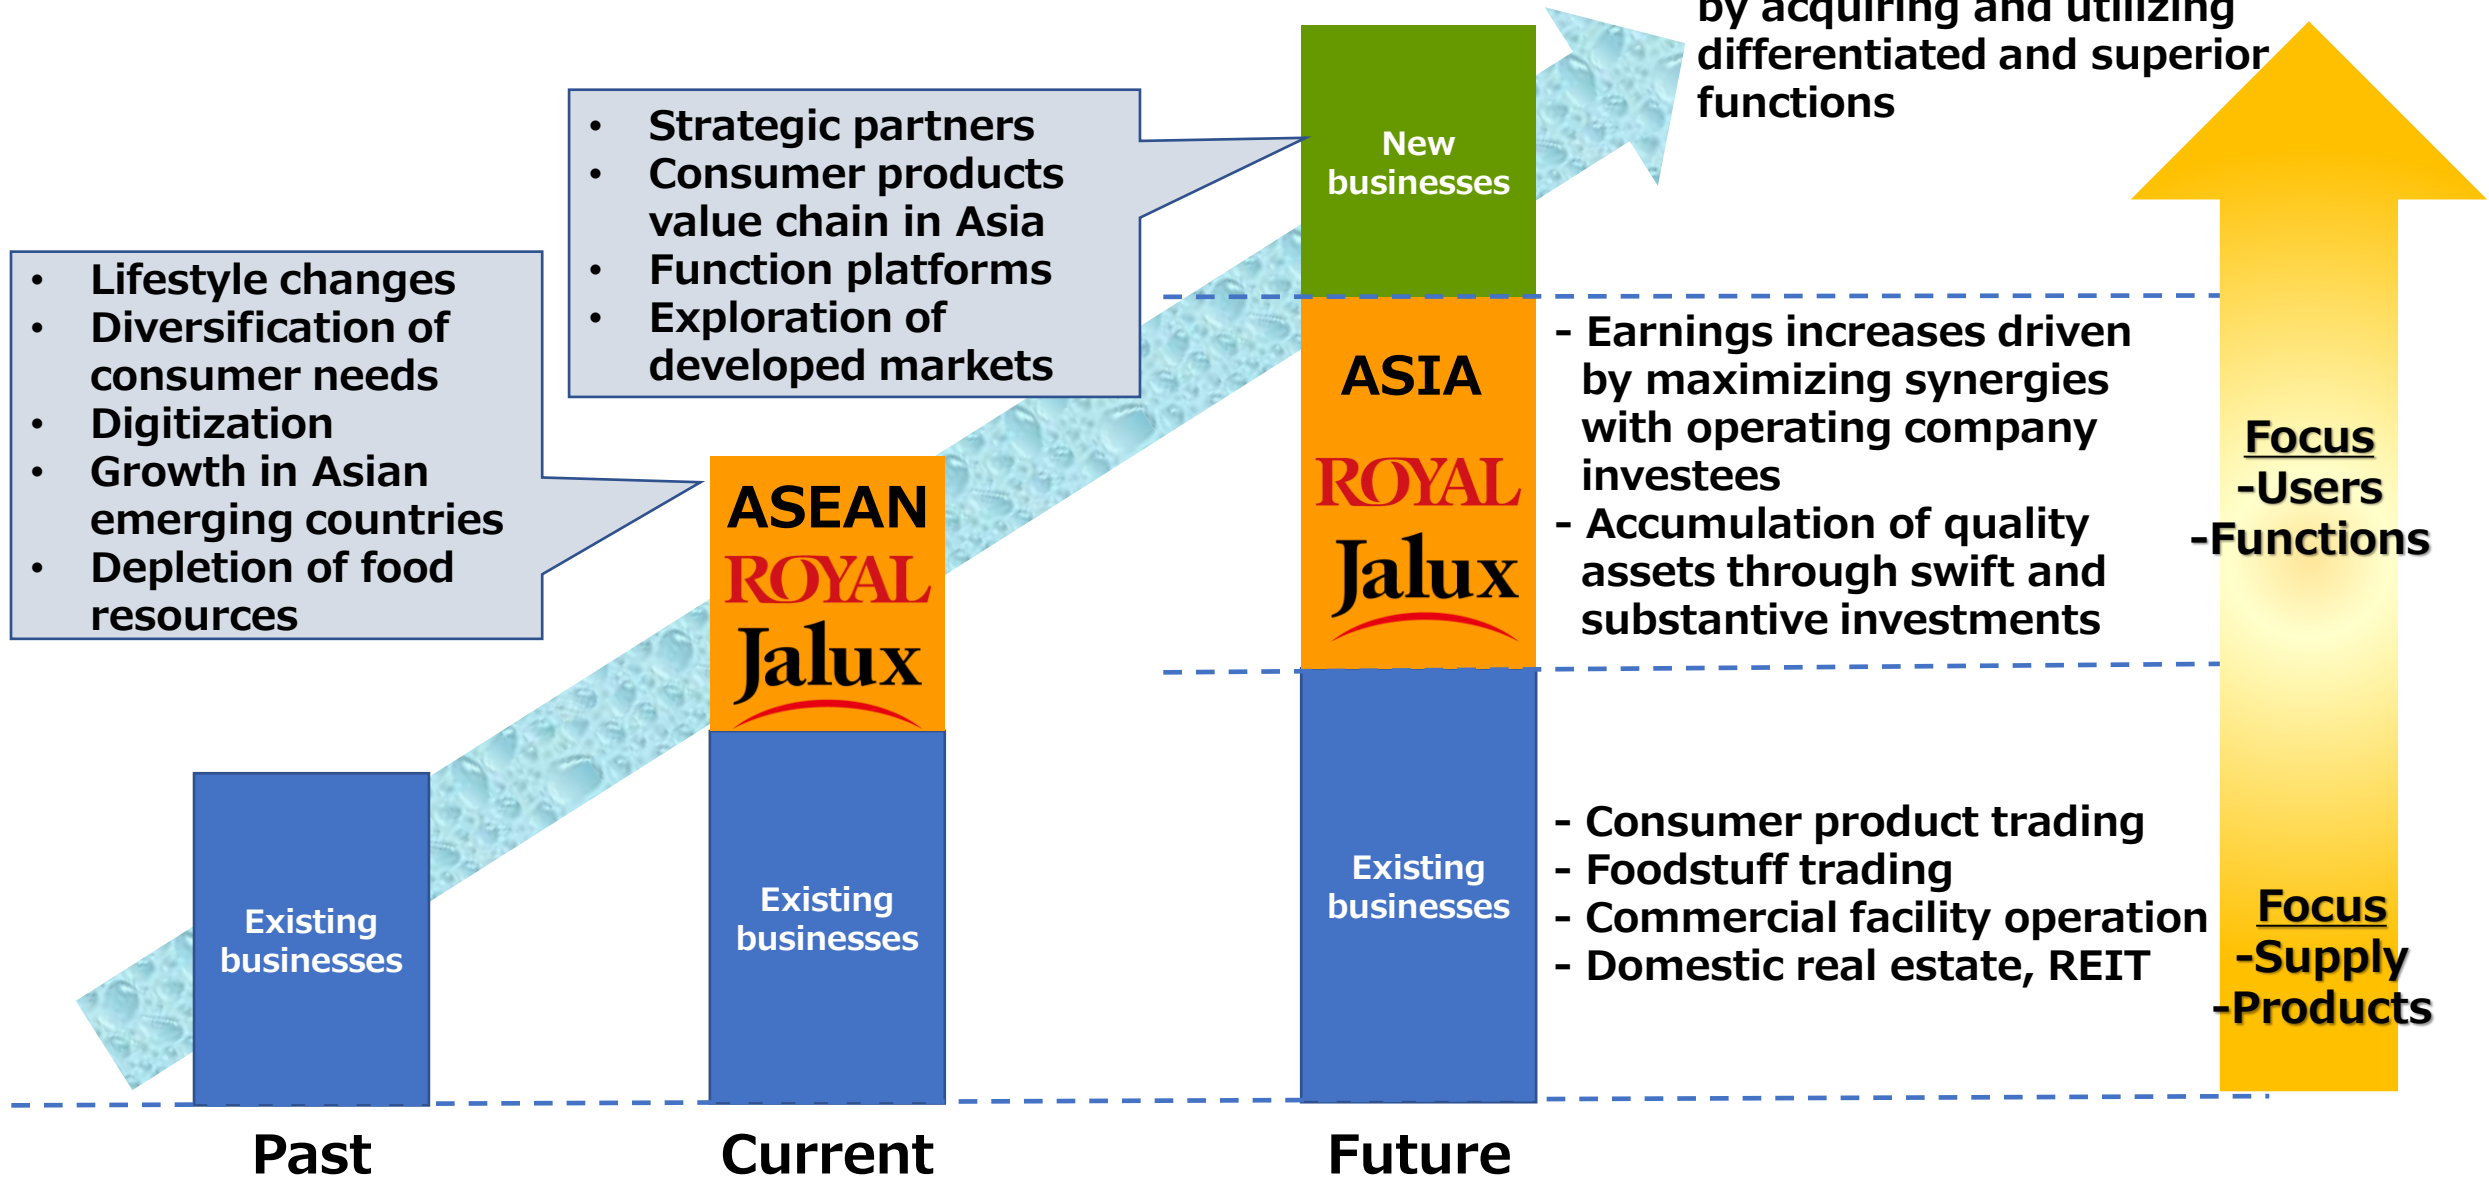 by acquiring and utilizing
differentiated and superior
functions
• Strategic partners
• Consumer products
value chain in Asia
• Function platforms
• Exploration of
developed markets
• Lifestyle changes
• Diversification of
consumer needs
• Digitization
• Growth in Asian
emerging countries
• Depletion of food
resources
New
businesses
ASIA
ROYAL
Jalux
- Earnings increases driven
by maximizing synergies
with operating company
investees
- Accumulation of quality
assets through swift and
substantive investments
Focus
-Users
-Functions
ASEAN
ROYAL
Jalux
Existing
businesses
Existing
businesses
Existing
businesses
- Consumer product trading
- Foodstuff trading
- Commercial facility operation
- Domestic real estate, REIT
Focus
-Supply
-Products
Past
Current
Future